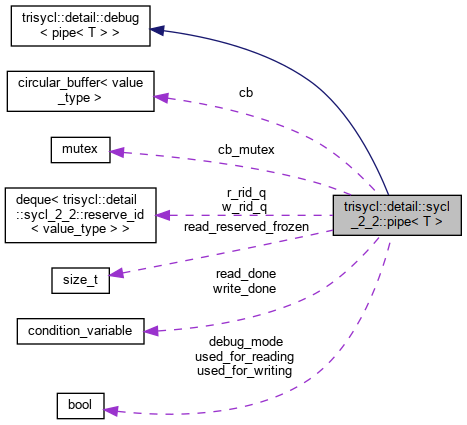 trisycl::detail::debug
< pipe< T > >
circular_buffer< value
_type >
cb
mutex
cb_mutex
deque< trisycl::detail
::sycl_2_2::reserve_id
< value_type > >
r_rid_q
w_rid_q
trisycl::detail::sycl
_2_2::pipe< T >
read_reserved_frozen
size_t
read_done
write_done
condition_variable
debug_mode
used_for_reading
used_for_writing
bool